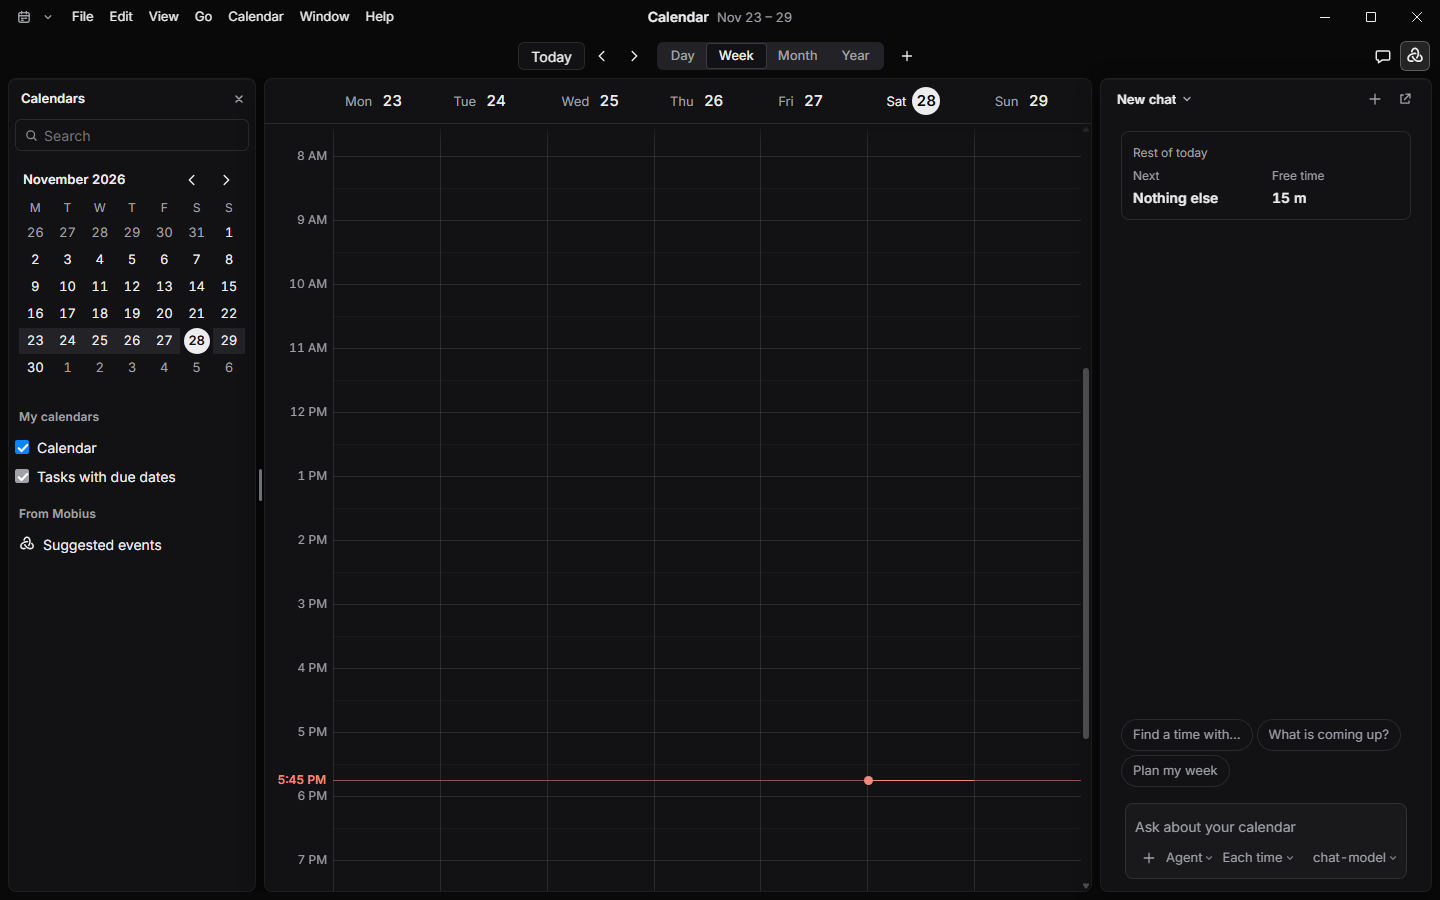 File Edit View Go Calendar Window Help
Calendar Nov 23 – 29
Today
Day Week Month Year
Calendars
Search
November 2026
M T W T F S S
26 27 28 29 30 31 1
2 3 4 5 6 7 8
9 10 11 12 13 14 15
16 17 18 19 20 21 22
23 24 25 26 27 28 29
30 1 2 3 4 5 6
My calendars
Calendar
Tasks with due dates
From Mobius
Suggested events
Mon 23 Tue 24 Wed 25 Thu 26 Fri 27 Sat 28 Sun 29
8 AM
9 AM
10 AM
11 AM
12 PM
1 PM
2 PM
3 PM
4 PM
5 PM
5:45 PM
6 PM
7 PM
New chat
Rest of today
Next Free time
Nothing else 15 m
Find a time with... What is coming up?
Plan my week
Ask about your calendar
Agent Each time chat-model